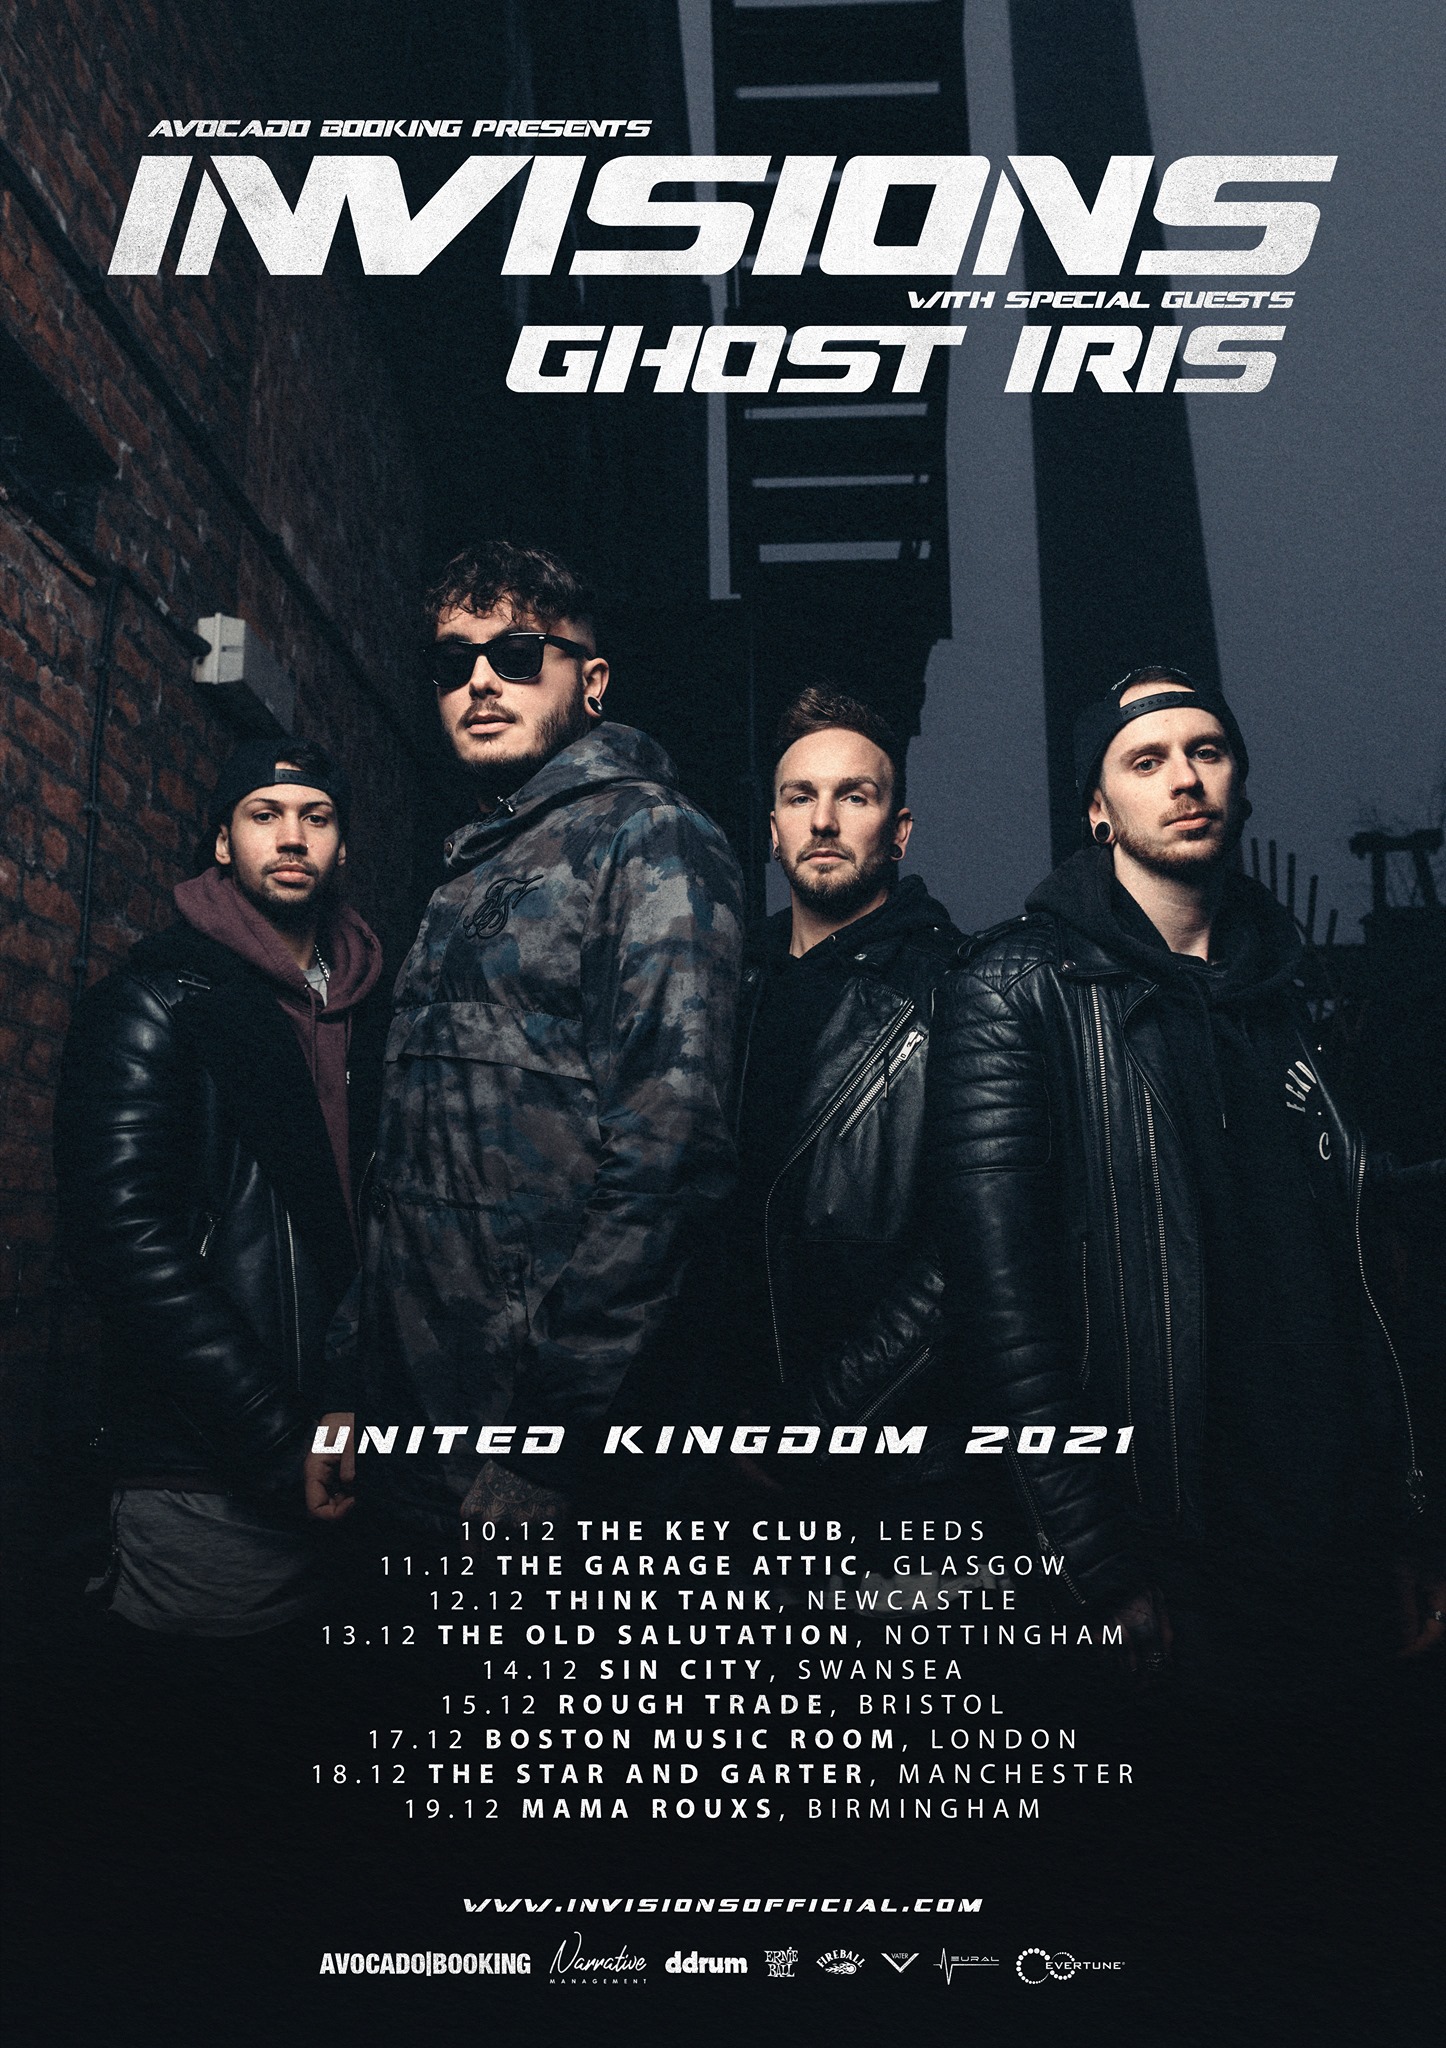 AVOCADO BOOKING PRESENTS
INVISIONS
WITH SPECIAL GUESTS
GHOST IRIS
UNITED KINGDOM 2021
10.12 THE KEY CLUB, LEEDS
11.12 THE GARAGE ATTIC, GLASGOW
12.12 THINK TANK, NEWCASTLE
13.12 THE OLD SALUTATION, NOTTINGHAM
14.12 SIN CITY, SWANSEA
15.12 ROUGH TRADE, BRISTOL
17.12 BOSTON MUSIC ROOM, LONDON
18.12 THE STAR AND GARTER, MANCHESTER
19.12 MAMA ROUXS, BIRMINGHAM
WWW.INVISIONSOFFICIAL.COM
AVOCADO|BOOKING Narrative MANAGEMENT ddrum ERNIE BALL FIREBALL VATER EURAL EVERTUNE